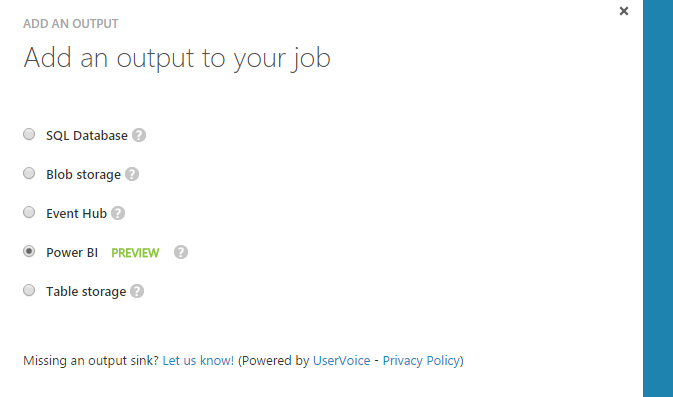 ADD AN OUTPUT
Add an output to your job
SQL Database ?
Blob storage ?
Event Hub ?
Power BI PREVIEW ?
Table storage ?
Missing an output sink? Let us know! (Powered by UserVoice - Privacy Policy)